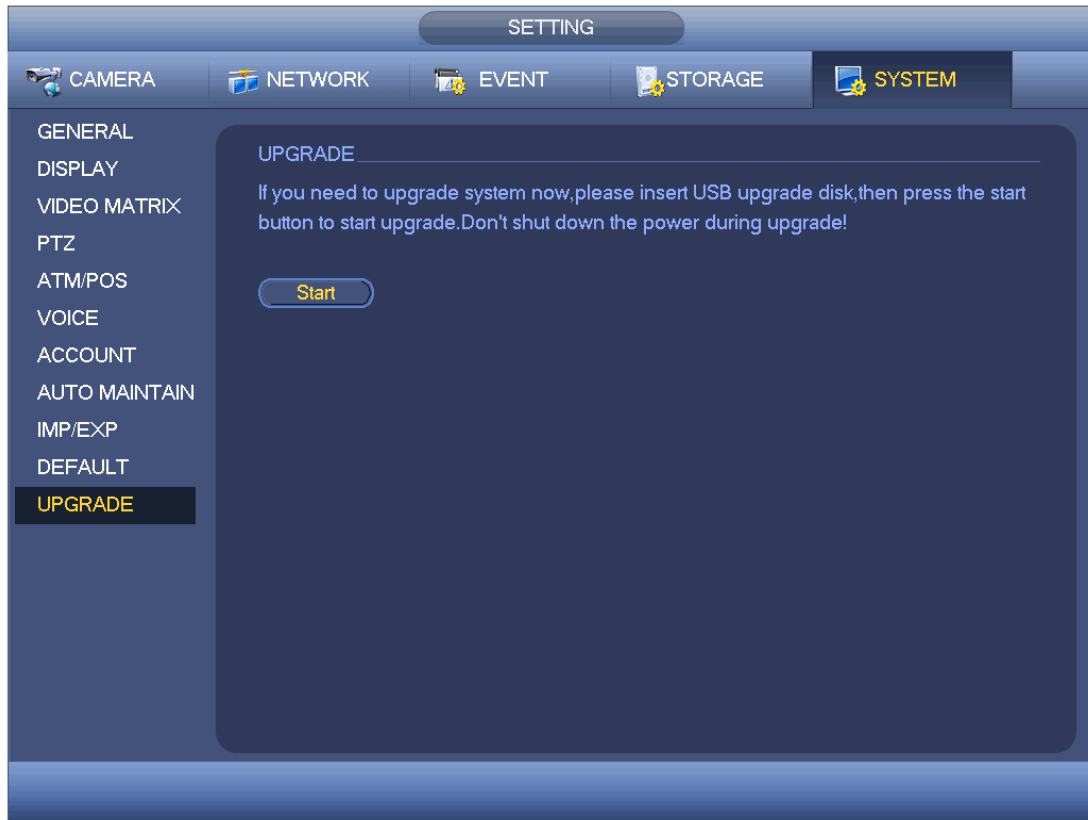 SETTING
CAMERA NETWORK EVENT STORAGE SYSTEM
GENERAL
DISPLAY
VIDEO MATRIX
PTZ
ATM/POS
VOICE
ACCOUNT
AUTO MAINTAIN
IMP/EXP
DEFAULT
UPGRADE
UPGRADE
If you need to upgrade system now,please insert USB upgrade disk,then press the start
button to start upgrade.Don't shut down the power during upgrade!
Start